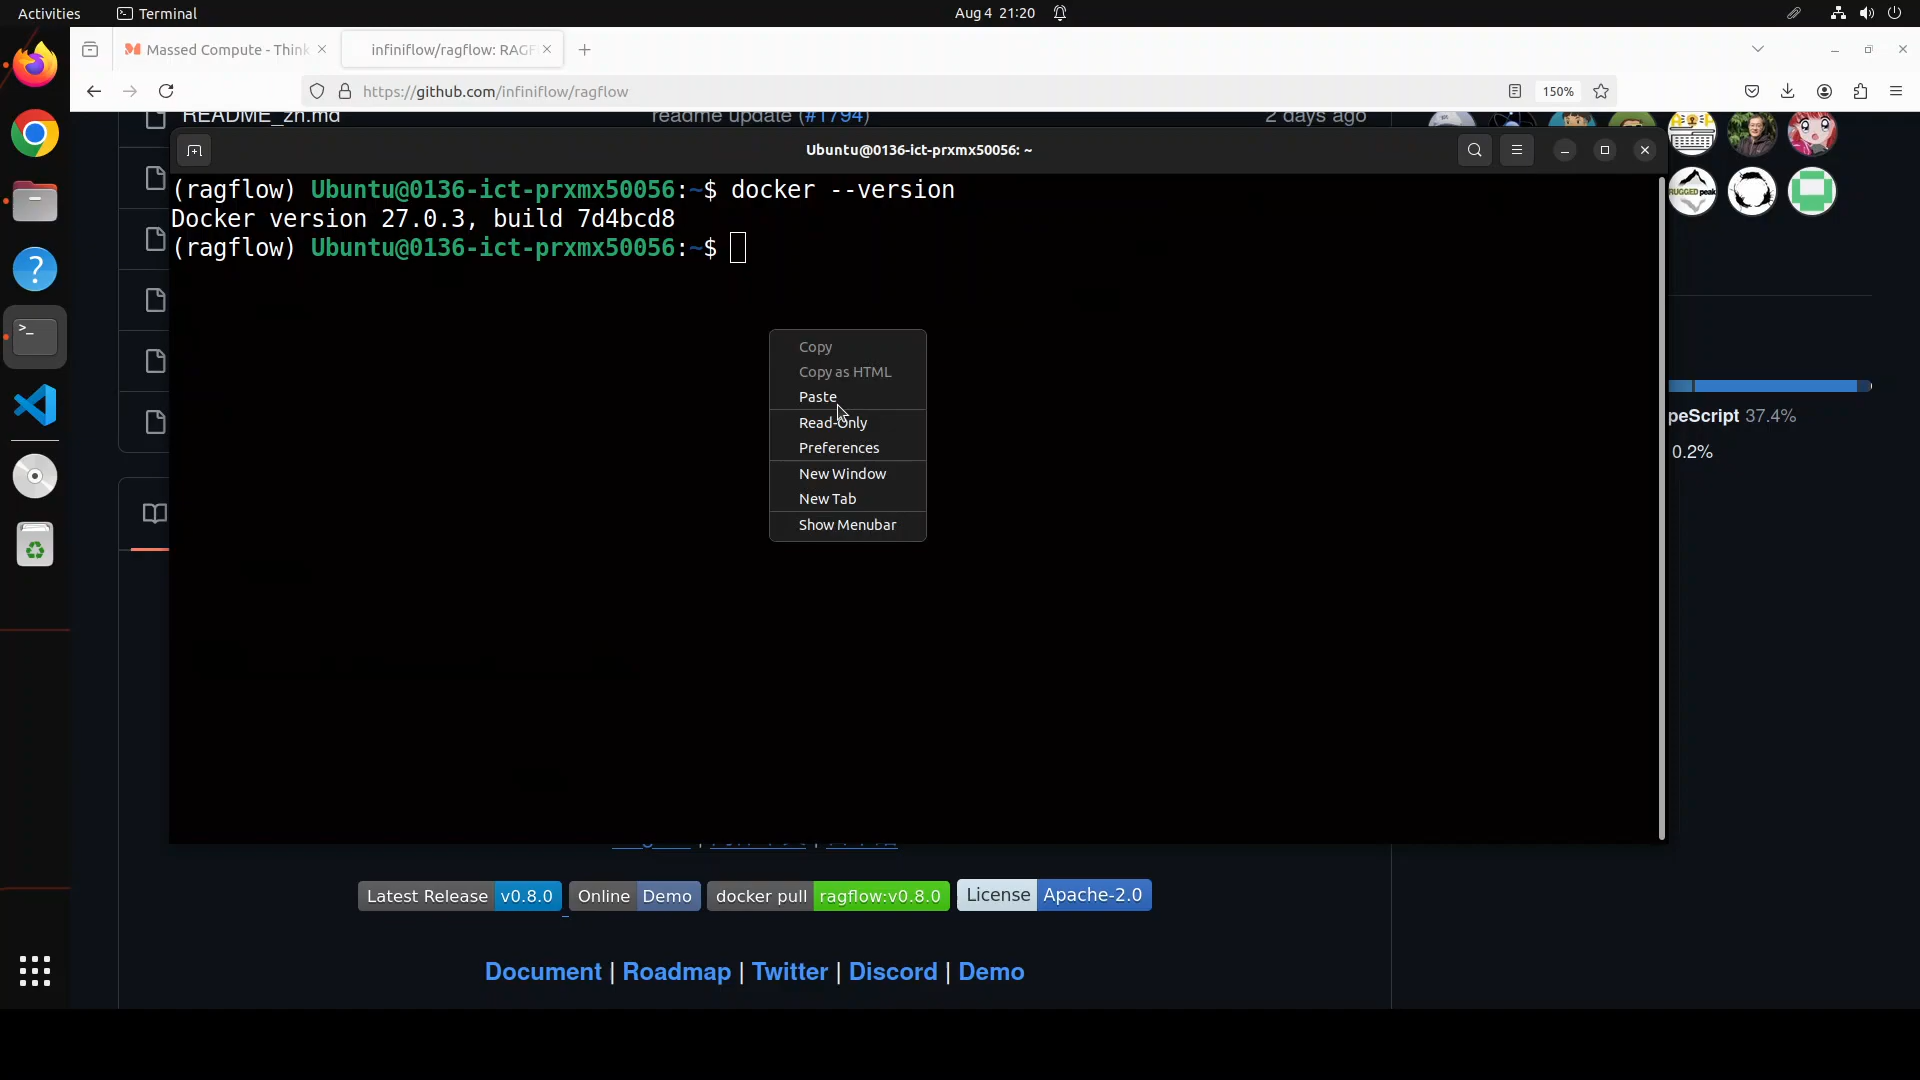 Activities
Terminal
Aug 4 21:20
Massed Compute - Think
infiniflow/ragflow: RAGF
https://github.com/infiniflow/ragflow
150%
README_zh.md
readme update (#1794)
2 days ago
Ubuntu@0136-ict-prxmx50056: ~
(ragflow) Ubuntu@0136-ict-prxmx50056:~$ docker --version
Docker version 27.0.3, build 7d4bcd8
(ragflow) Ubuntu@0136-ict-prxmx50056:~$
RUGGED peak
Copy
Copy as HTML
Paste
Read-Only
Preferences
New Window
New Tab
Show Menubar
peScript 37.4%
0.2%
Latest Release v0.8.0
Online Demo
docker pull ragflow:v0.8.0
License Apache-2.0
Document | Roadmap | Twitter | Discord | Demo